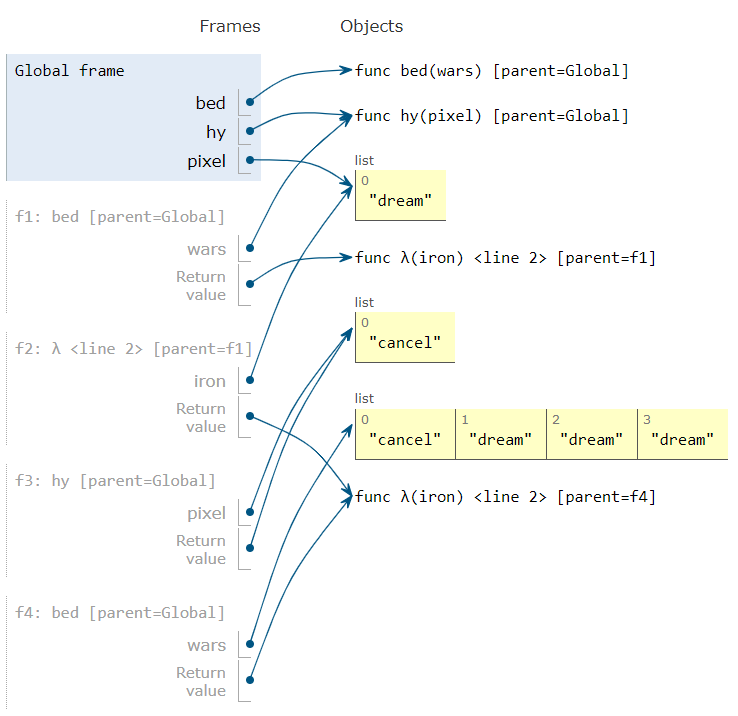 Frames Objects
Global frame
func bed(wars) [parent=Global]
bed
func hy(pixel) [parent=Global]
hy
pixel
list
0
"dream"
f1: bed [parent=Global]
wars
Return
value
func λ(iron) <line 2> [parent=f1]
list
0
"cancel"
f2: λ <line 2> [parent=f1]
iron
Return
value
list
0 1 2 3
"cancel" "dream" "dream" "dream"
f3: hy [parent=Global]
pixel
Return
value
func λ(iron) <line 2> [parent=f4]
f4: bed [parent=Global]
wars
Return
value